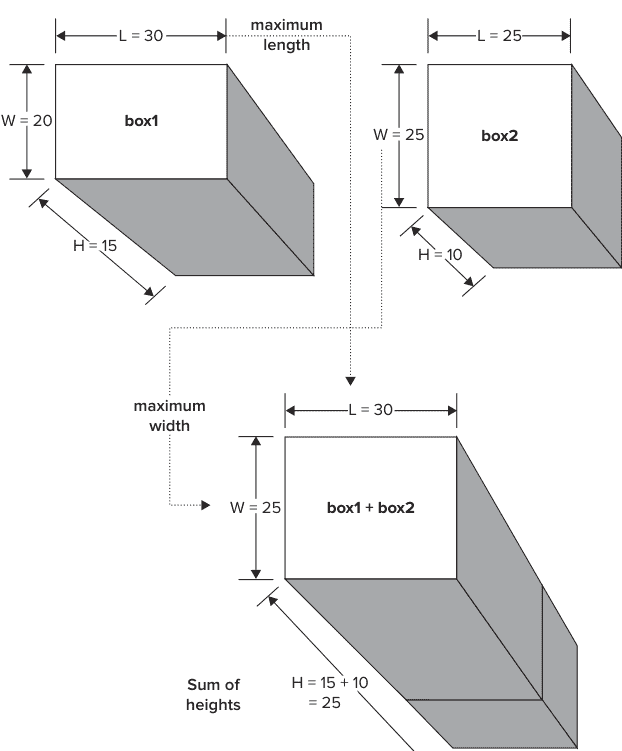 L = 30
maximum
length
L = 25
W = 20
box1
W = 25
box2
H = 15
H = 10
maximum
width
L = 30
W = 25
box1 + box2
Sum of
heights
H = 15 + 10
= 25